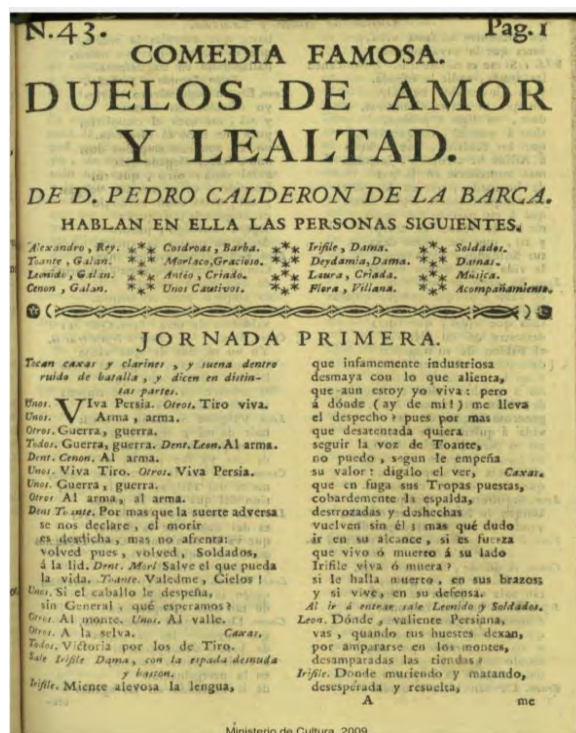 N.43. Pag. 1
COMEDIA FAMOSA.
DUELOS DE AMOR
Y LEALTAD.
DE D. PEDRO CALDERON DE LA BARCA.
HABLAN EN ELLA LAS PERSONAS SIGUIENTES.
Alexandro, Rey. *** Cosdroas, Barba. *** Irifile, Dama. *** Soldados.
Toante, Galan. *** Morlaco, Gracioso. *** Deydamia, Dama. *** Damas.
Leonido, Galan. *** Antéo, Criado. *** Laura, Criada. *** Música.
Cenon, Galan. *** Unos Cautivos. *** Flora, Villana. *** Acompañamiento.
JORNADA PRIMERA.
Tocan caxas y clarines, y suena dentro
ruido de batalla, y dicen en distin-
tas partes.
Unos. VIva Persia. Otros. Tiro viva.
Unos. Arma, arma.
Otros. Guerra, guerra.
Todos. Guerra, guerra. Dent. Leon. Al arma.
Dent. Cenon. Al arma.
Unos. Viva Tiro. Otros. Viva Persia.
Unos. Guerra, guerra.
Otros Al arma, al arma.
Dent Toante. Por mas que la suerte adversa
se nos declare, el morir
es desdicha, mas no afrenta:
volved pues, volved, Soldados,
á la lid. Dent. Morl Salve el que pueda
la vida. Toante. Valedme, Cielos!
Unos. Si el caballo le despeña,
sin General, qué esperamos?
Otros. Al monte. Unos. Al valle.
Otros. A la selva. Caxas.
Todos. Victoria por los de Tiro.
Sale Irifile Dama, con la espada desnuda
y baston.
Irifile. Miente alevosa la lengua,
que infamemente industriosa
desmaya con lo que alienta,
que aun estoy yo viva: pero
á dónde (ay de mi!) me lleva
el despecho? pues por mas
que desatentada quiera
seguir la voz de Toante,
no puedo, segun le empeña
su valor: digalo el ver, Caxas.
que en fuga sus Tropas puestas,
cobardemente la espalda,
destrozadas y deshechas
vuelven sin él; mas qué dudo
ir en su alcance, si es fuerza
que vivo ó muerto á su lado
Irifile viva ó muera?
si le halla muerto, en sus brazos;
y si vive, en su defensa.
Al ir á entrar sale Leonido y Soldados.
Leon. Dónde, valiente Persiana,
vas, quando tus huestes dexan,
por ampararse en los montes,
desamparadas las tiendas?
Irifile. Donde muriendo y matando,
desesperada y resuelta,
A me
Ministerio de Cultura, 2009